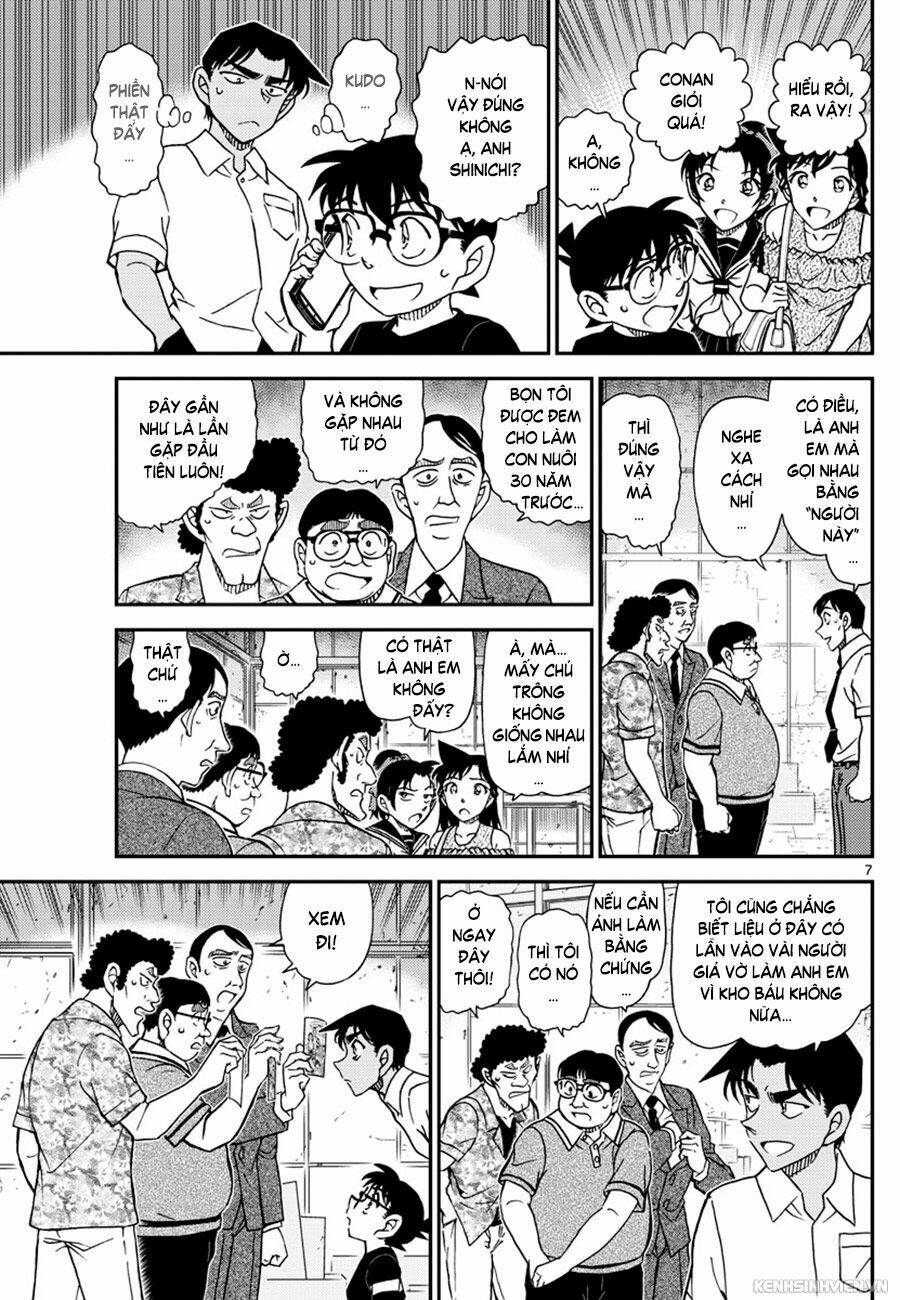 HIỂU RỒI,
RA VẬY!
CONAN
GIỎI
QUÁ!
A,
KHÔNG
...
N-NÓI
VẬY ĐÚNG
KHÔNG
Ạ, ANH
SHINICHI?
KUDO
...
PHIỀN
THẬT
ĐẤY
...
CÓ ĐIỀU,
LÀ ANH
EM MÀ
GỌI NHAU
BẰNG
"NGƯỜI
NÀY"
...
NGHE
XA
CÁCH
NHỈ
...
THÌ
ĐÚNG
VẬY
MÀ
...
BỌN TÔI
ĐƯỢC ĐEM
CHO LÀM
CON NUÔI
30 NĂM
TRƯỚC...
VÀ KHÔNG
GẶP NHAU
TỪ ĐÓ
...
ĐÂY GẦN
NHƯ LÀ LẦN
GẶP ĐẦU
TIÊN LUÔN!
À, MÀ...
MẤY CHÚ
TRÔNG
KHÔNG
GIỐNG NHAU
LẮM NHỈ
...
CÓ THẬT
LÀ ANH EM
KHÔNG
ĐẤY?
Ờ...
THẬT
CHỨ
...
7
TÔI CŨNG CHẲNG
BIẾT LIỆU Ở ĐÂY CÓ
LẪN VÀO VÀI NGƯỜI
GIẢ VỜ LÀM ANH EM
VÌ KHO BÁU KHÔNG
NỮA...
NẾU CẦN
ẢNH LÀM
BẰNG
CHỨNG
...
THÌ TÔI
CÓ NÓ
...
Ở
NGAY
ĐÂY
THÔI!
XEM
ĐI!
KENHSINHVIEN.VN